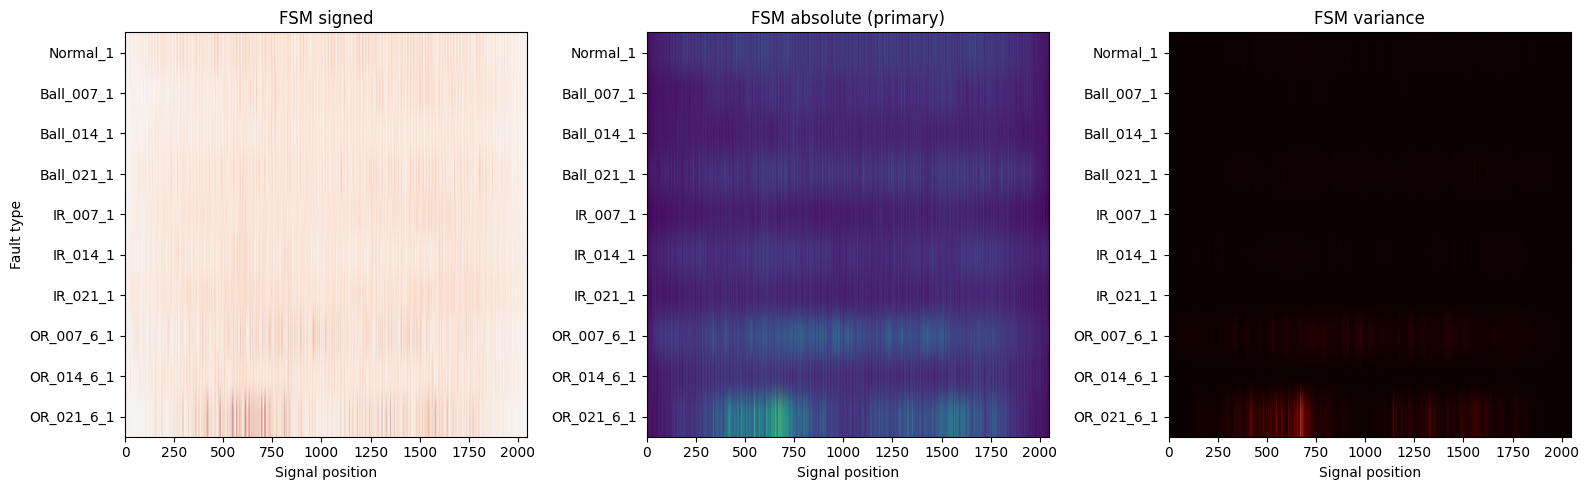 FSM signed
Fault type
Normal_1
Ball_007_1
Ball_014_1
Ball_021_1
IR_007_1
IR_014_1
IR_021_1
OR_007_6_1
OR_014_6_1
OR_021_6_1
0 250 500 750 1000 1250 1500 1750 2000
Signal position
FSM absolute (primary)
Normal_1
Ball_007_1
Ball_014_1
Ball_021_1
IR_007_1
IR_014_1
IR_021_1
OR_007_6_1
OR_014_6_1
OR_021_6_1
0 250 500 750 1000 1250 1500 1750 2000
Signal position
FSM variance
Normal_1
Ball_007_1
Ball_014_1
Ball_021_1
IR_007_1
IR_014_1
IR_021_1
OR_007_6_1
OR_014_6_1
OR_021_6_1
0 250 500 750 1000 1250 1500 1750 2000
Signal position